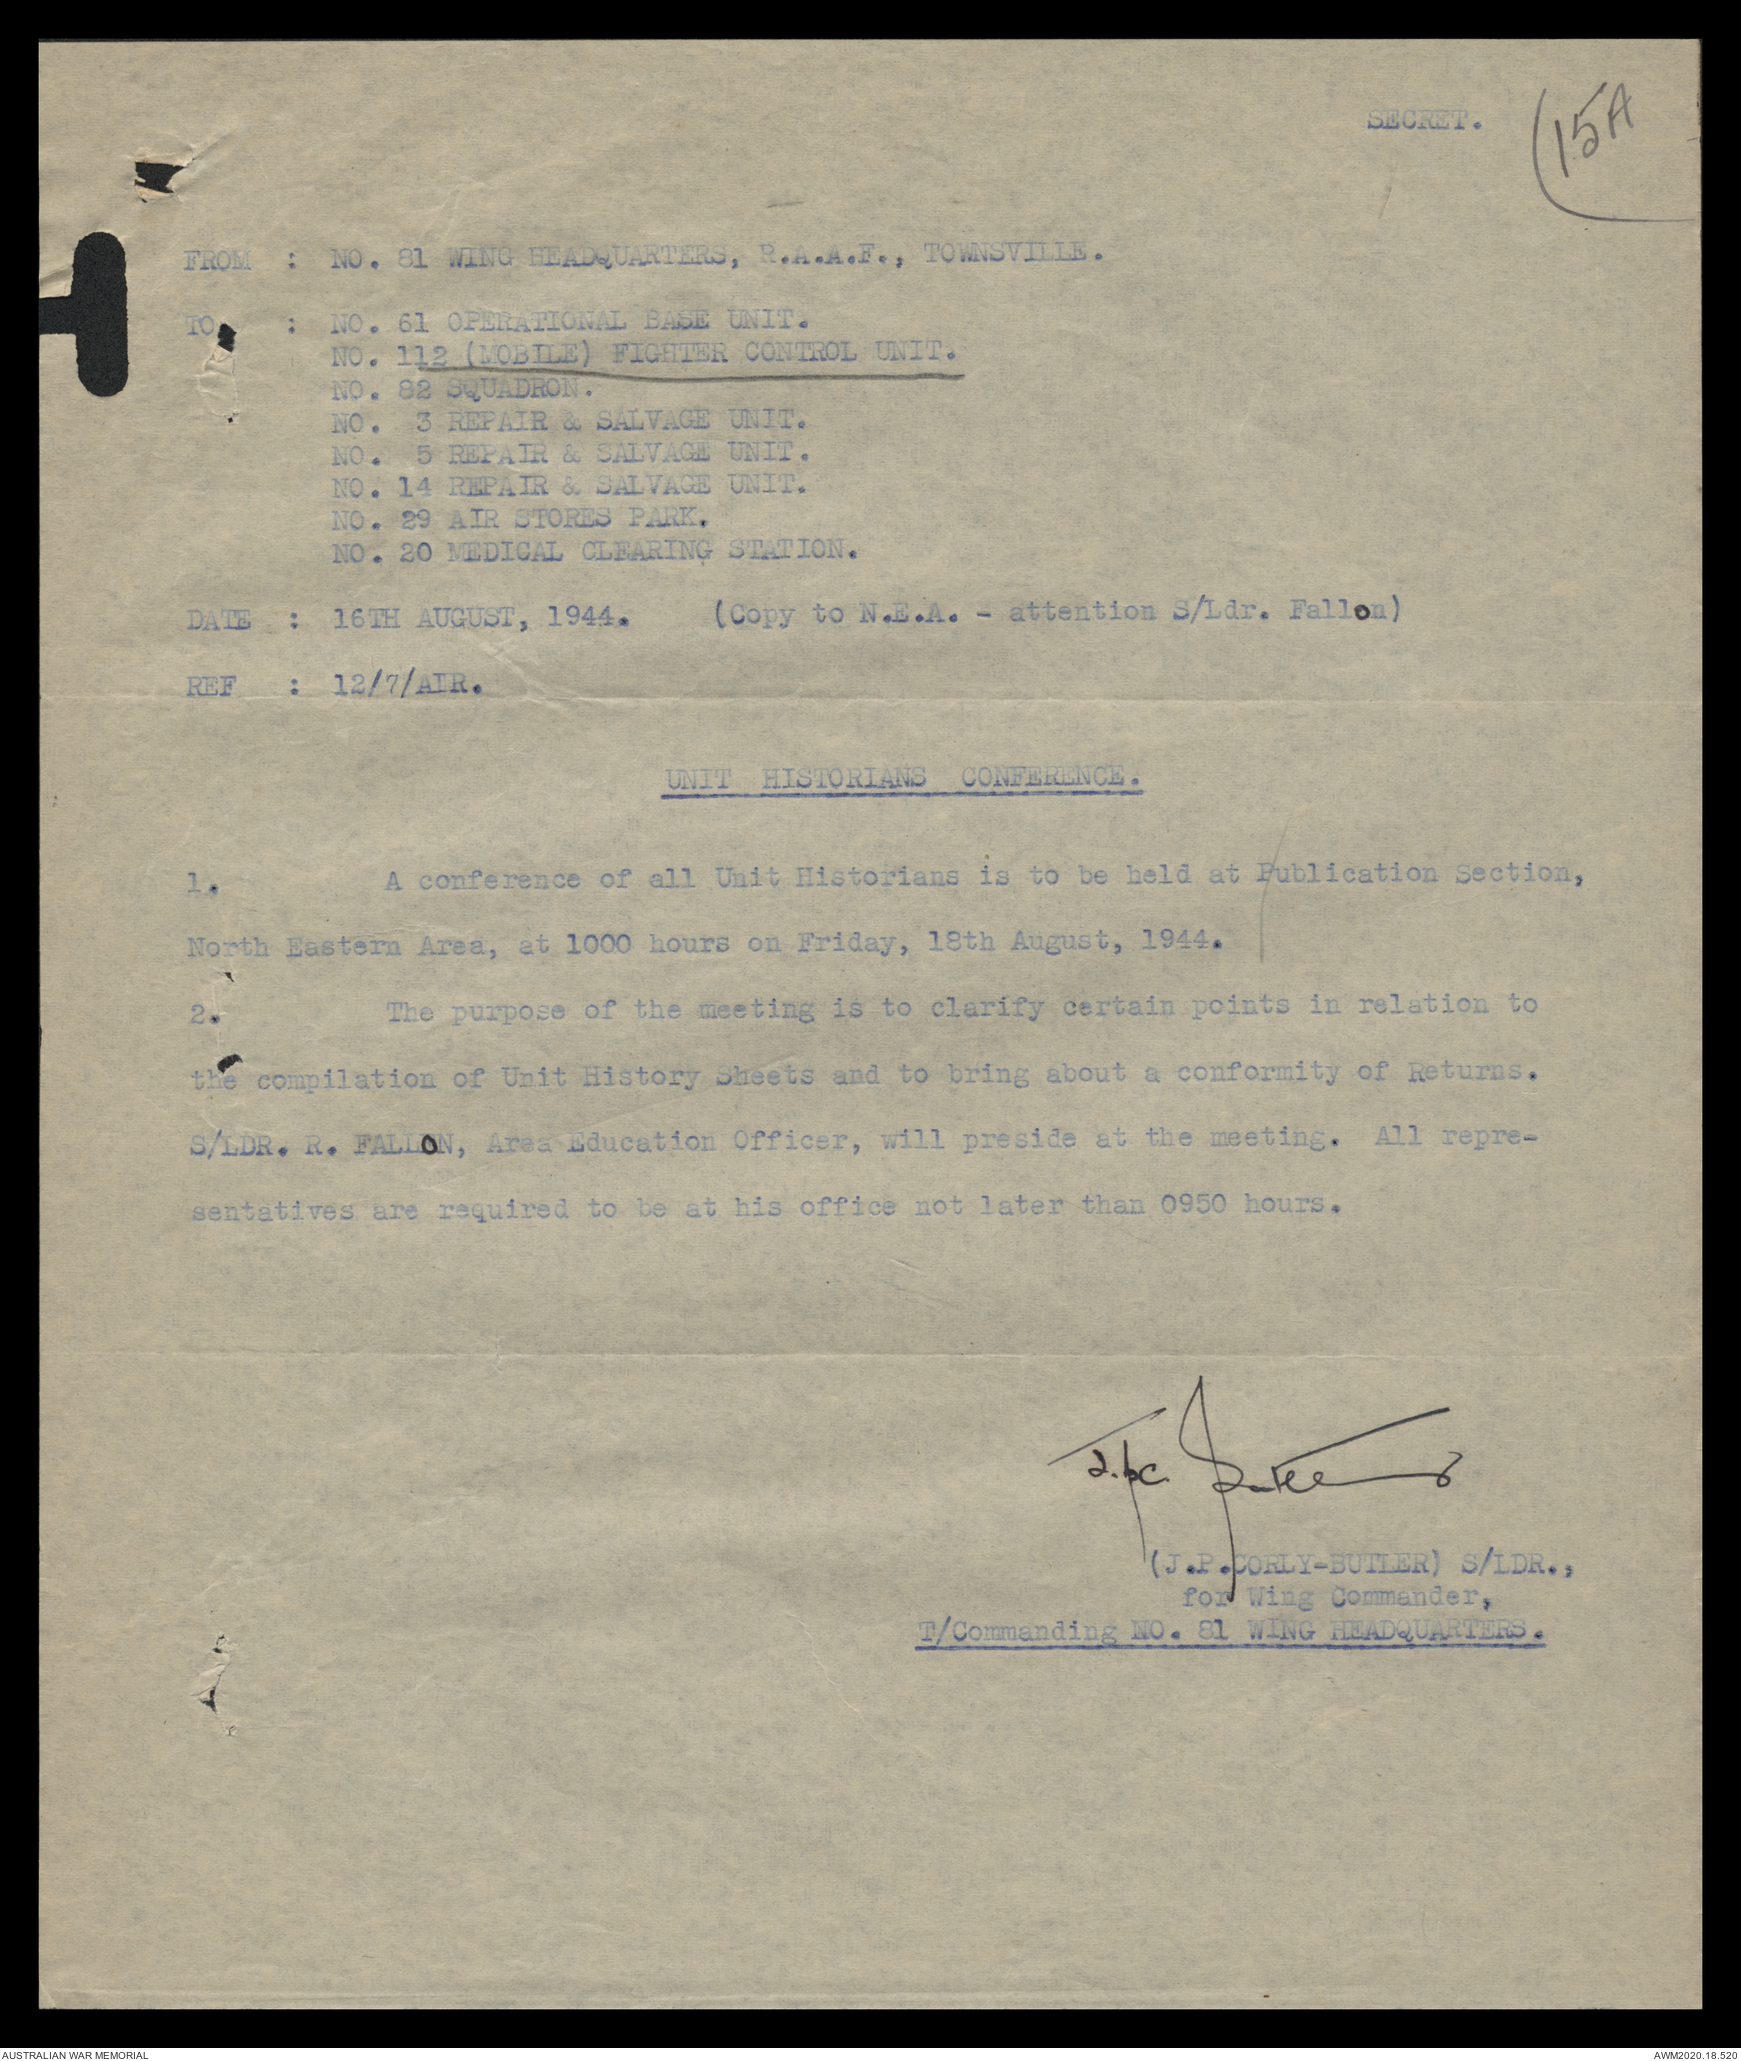 SECRET.
15A
FROM : NO. 81 WING HEADQUARTERS, R.A.A.F., TOWNSVILLE.
TO : NO. 61 OPERATIONAL BASE UNIT.
NO. 112 (MOBILE) FIGHTER CONTROL UNIT.
NO. 82 SQUADRON.
NO. 3 REPAIR & SALVAGE UNIT.
NO. 5 REPAIR & SALVAGE UNIT.
NO. 14 REPAIR & SALVAGE UNIT.
NO. 29 AIR STORES PARK.
NO. 20 MEDICAL CLEARING STATION.
DATE : 16TH AUGUST, 1944. (Copy to N.E.A. - attention S/Ldr. Fallon)
REF : 12/7/AIR.
UNIT HISTORIANS CONFERENCE.
1. A conference of all Unit Historians is to be held at Publication Section,
North Eastern Area, at 1000 hours on Friday, 18th August, 1944.
2. The purpose of the meeting is to clarify certain points in relation to
the compilation of Unit History Sheets and to bring about a conformity of Returns.
S/LDR. R. FALLON, Area Education Officer, will preside at the meeting. All repre-
sentatives are required to be at his office not later than 0950 hours.
(J.P.CORLY-BUTLER) S/LDR.,
for Wing Commander,
T/Commanding NO. 81 WING HEADQUARTERS.
AUSTRALIAN WAR MEMORIAL
AWM2020.18.520